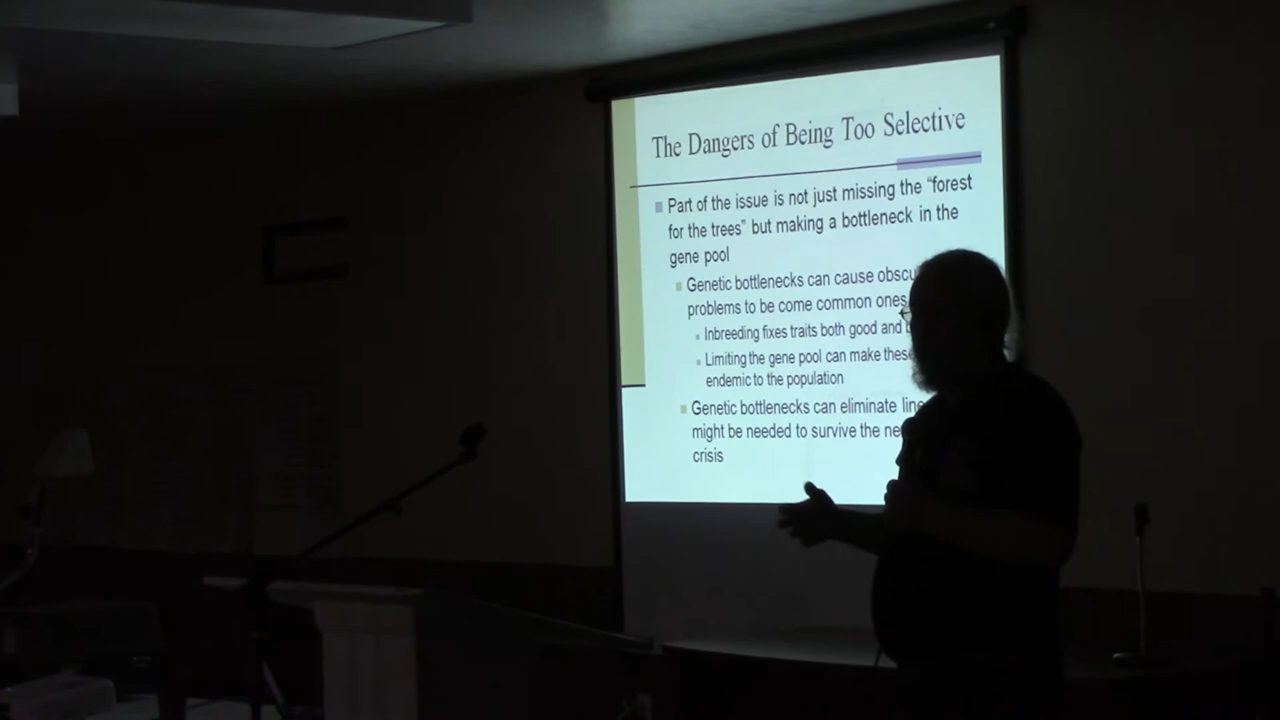 The Dangers of Being Too Selective
Part of the issue is not just missing the “forest
for the trees” but making a bottleneck in the
gene pool
Genetic bottlenecks can cause
problems to be come common ones
Inbreeding fixes traits both good and
Limiting the gene pool can make these
endemic to the population
Genetic bottlenecks can eliminate
might be needed to survive the
crisis